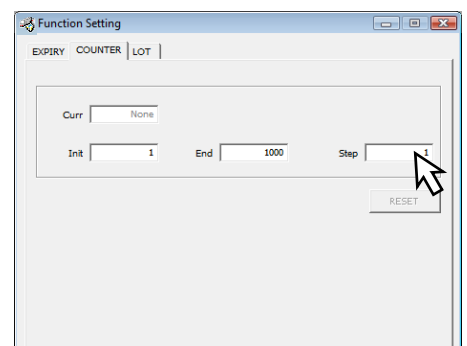 Function Setting
EXPIRY COUNTER LOT
Curr None
Init 1 End 1000 Step 1
RESET